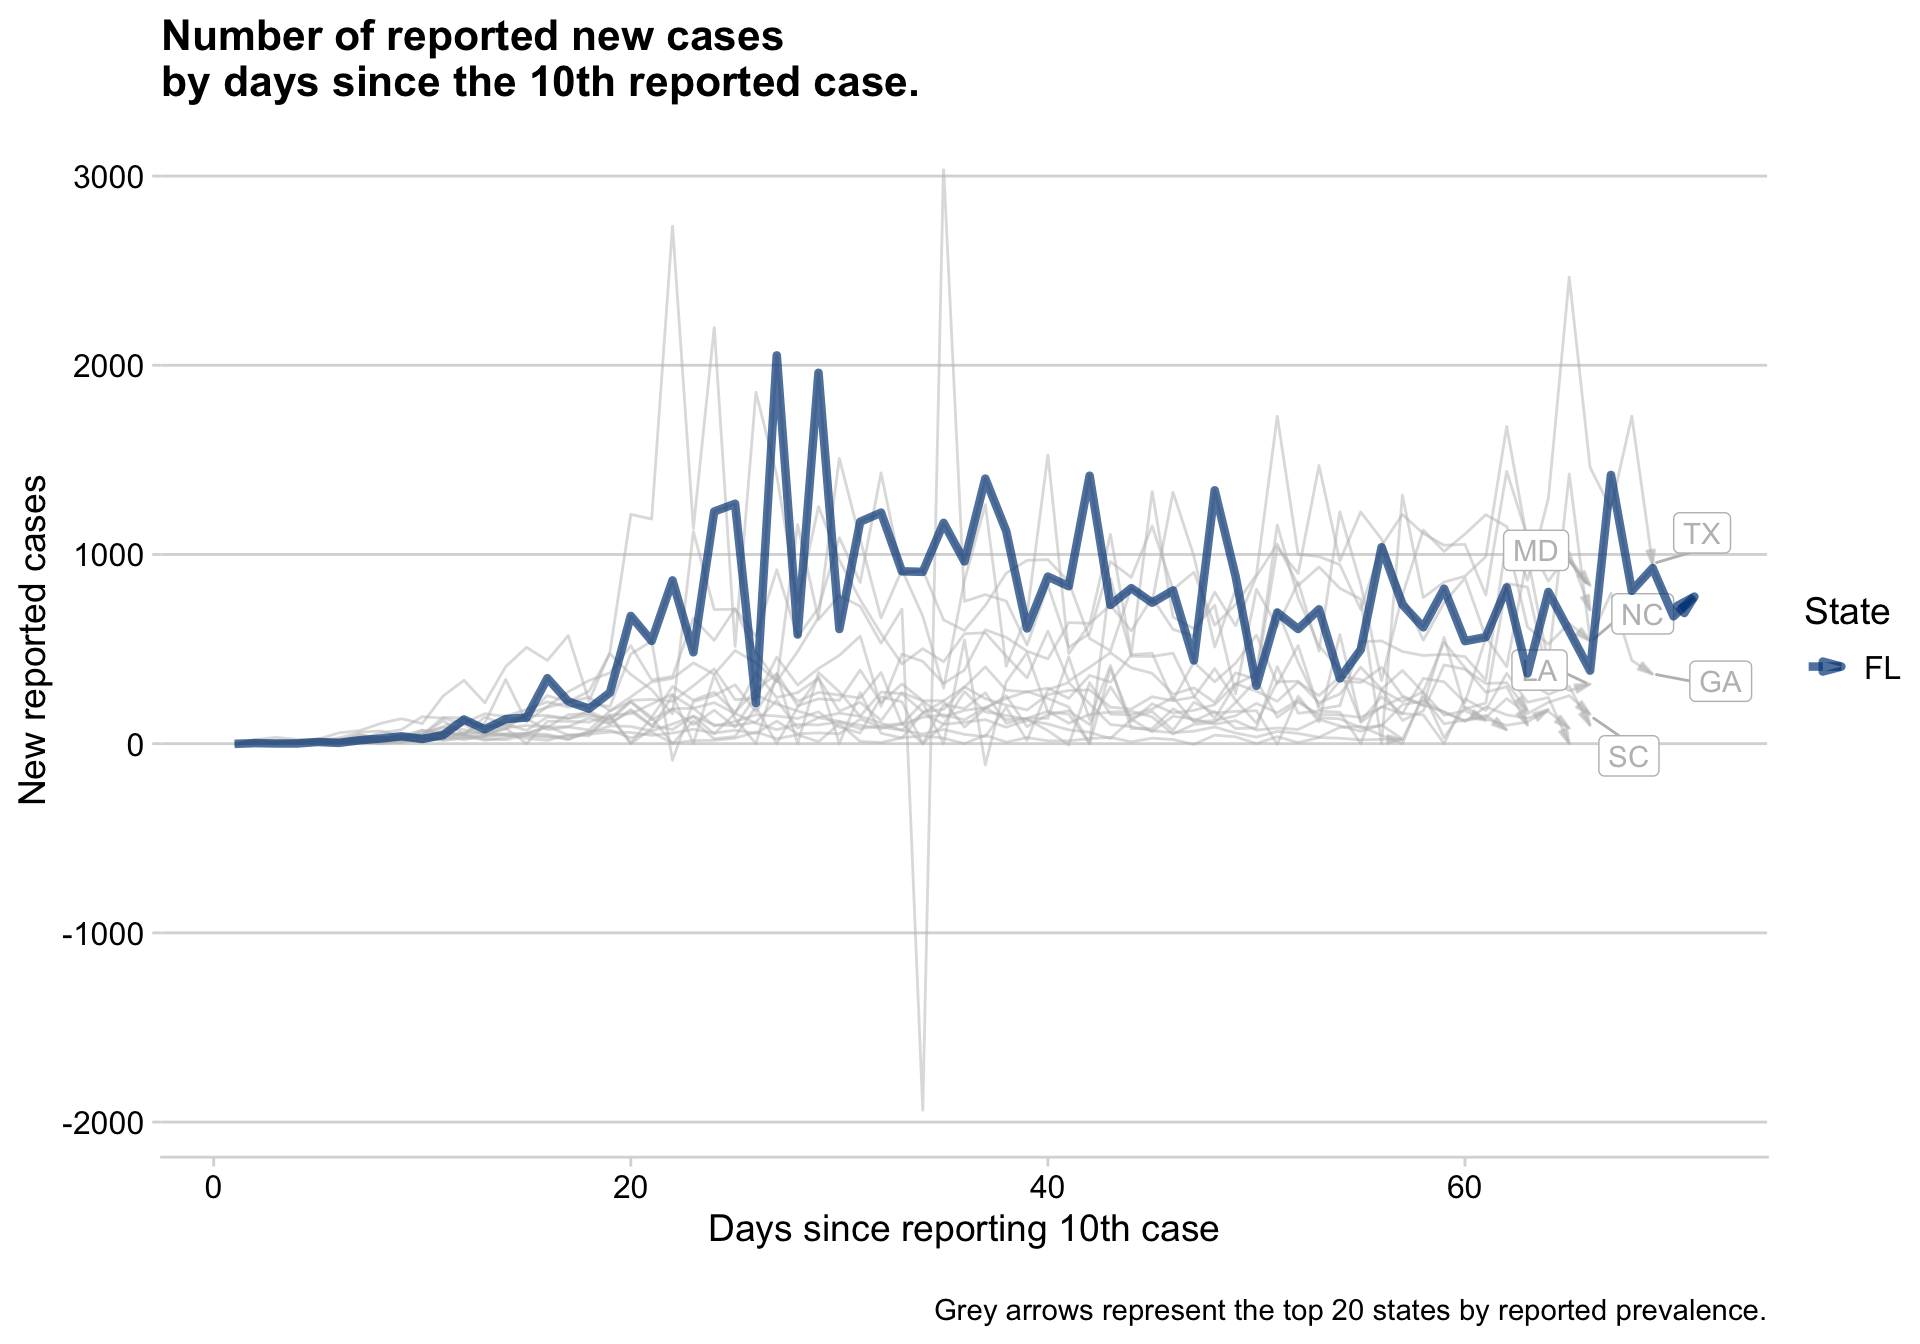 Number of reported new cases
by days since the 10th reported case.
New reported cases
3000
2000
1000
0
-1000
-2000
MD
TX
NC
LA
GA
SC
State
FL
0
20
40
60
Days since reporting 10th case
Grey arrows represent the top 20 states by reported prevalence.